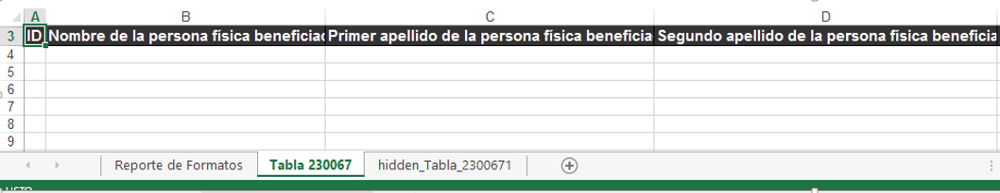 A B C D
3 ID Nombre de la persona física beneficiad Primer apellido de la persona física beneficia Segundo apellido de la persona física beneficia
4
5
6
7
8
9
Reporte de Formatos Tabla 230067 hidden_Tabla_2300671